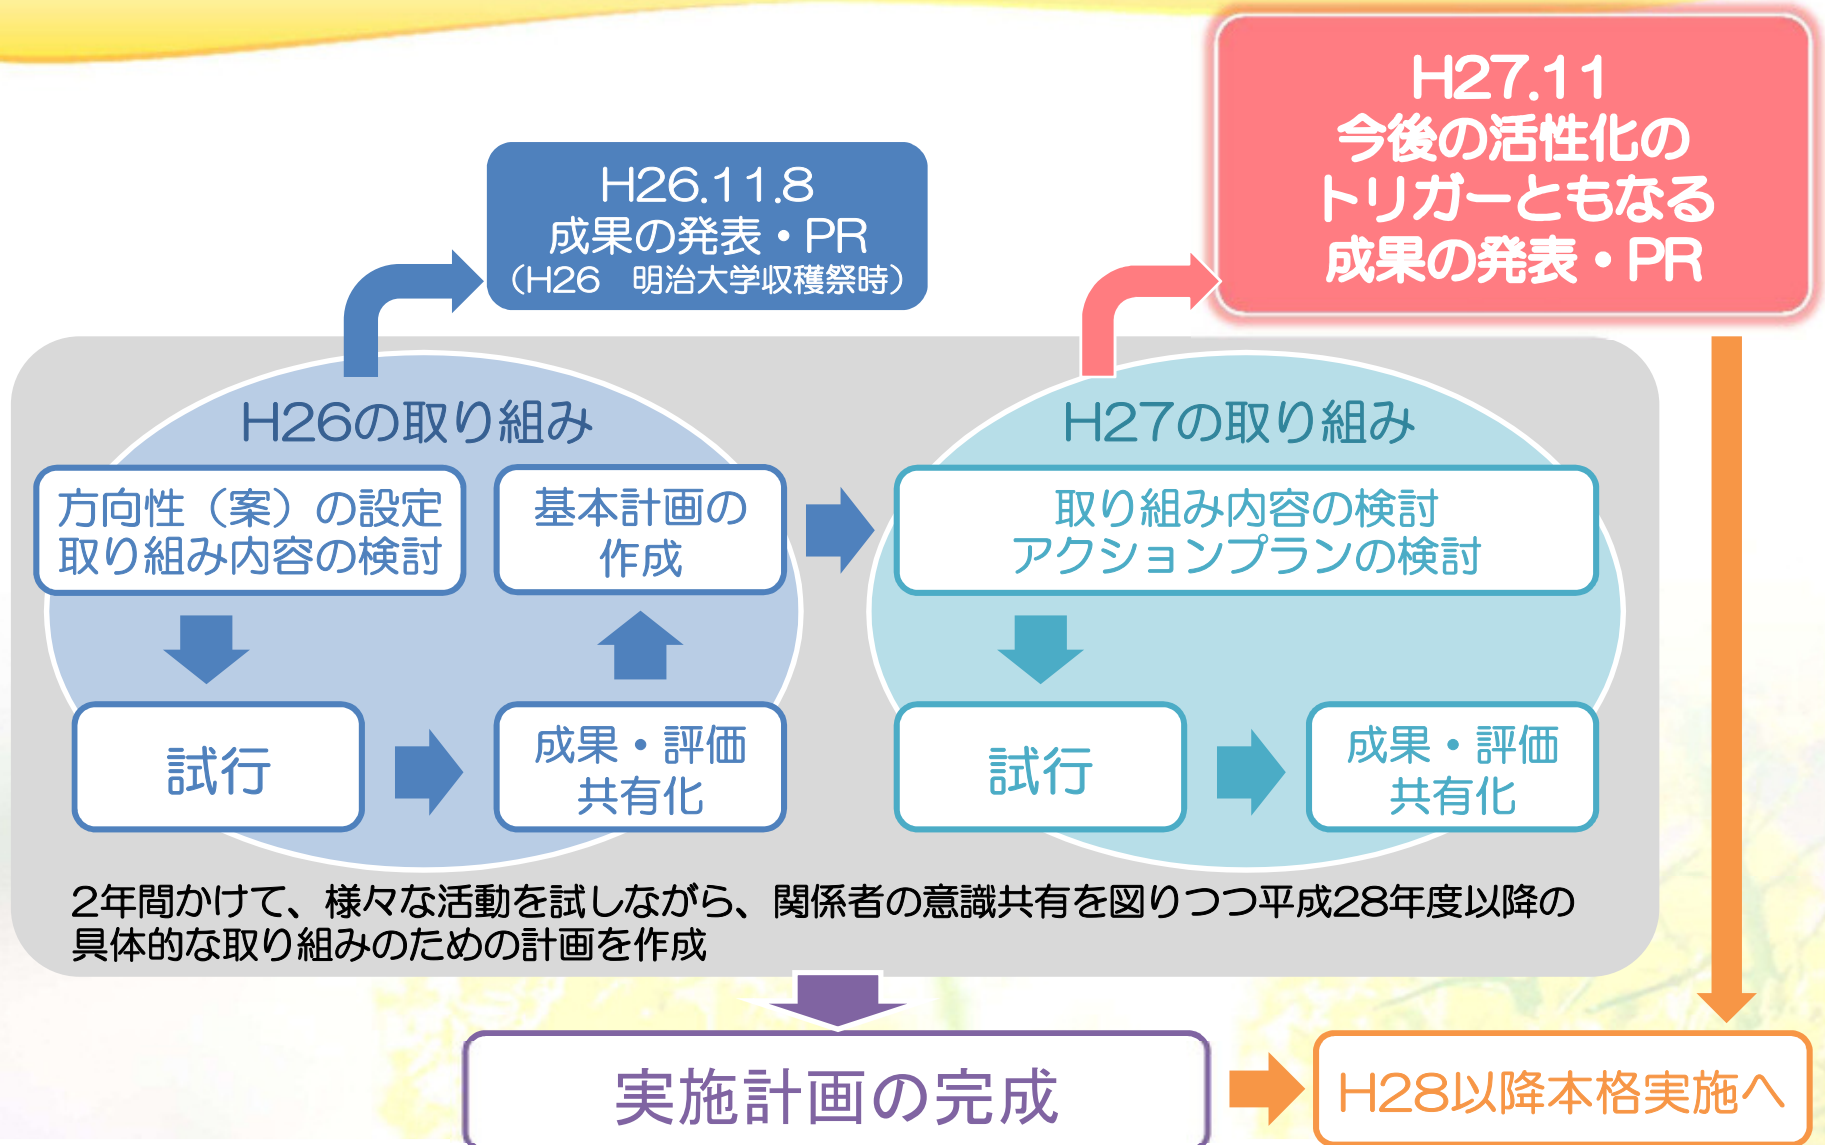 H27.11
今後の活性化の
トリガーともなる
成果の発表・PR
H26.11.8
成果の発表・PR
（H26　明治大学収穫祭時）
H26の取り組み
方向性（案）の設定
取り組み内容の検討
基本計画の
作成
試行
成果・評価
共有化
H27の取り組み
取り組み内容の検討
アクションプランの検討
試行
成果・評価
共有化
2年間かけて、様々な活動を試しながら、関係者の意識共有を図りつつ平成28年度以降の
具体的な取り組みのための計画を作成
実施計画の完成
H28以降本格実施へ